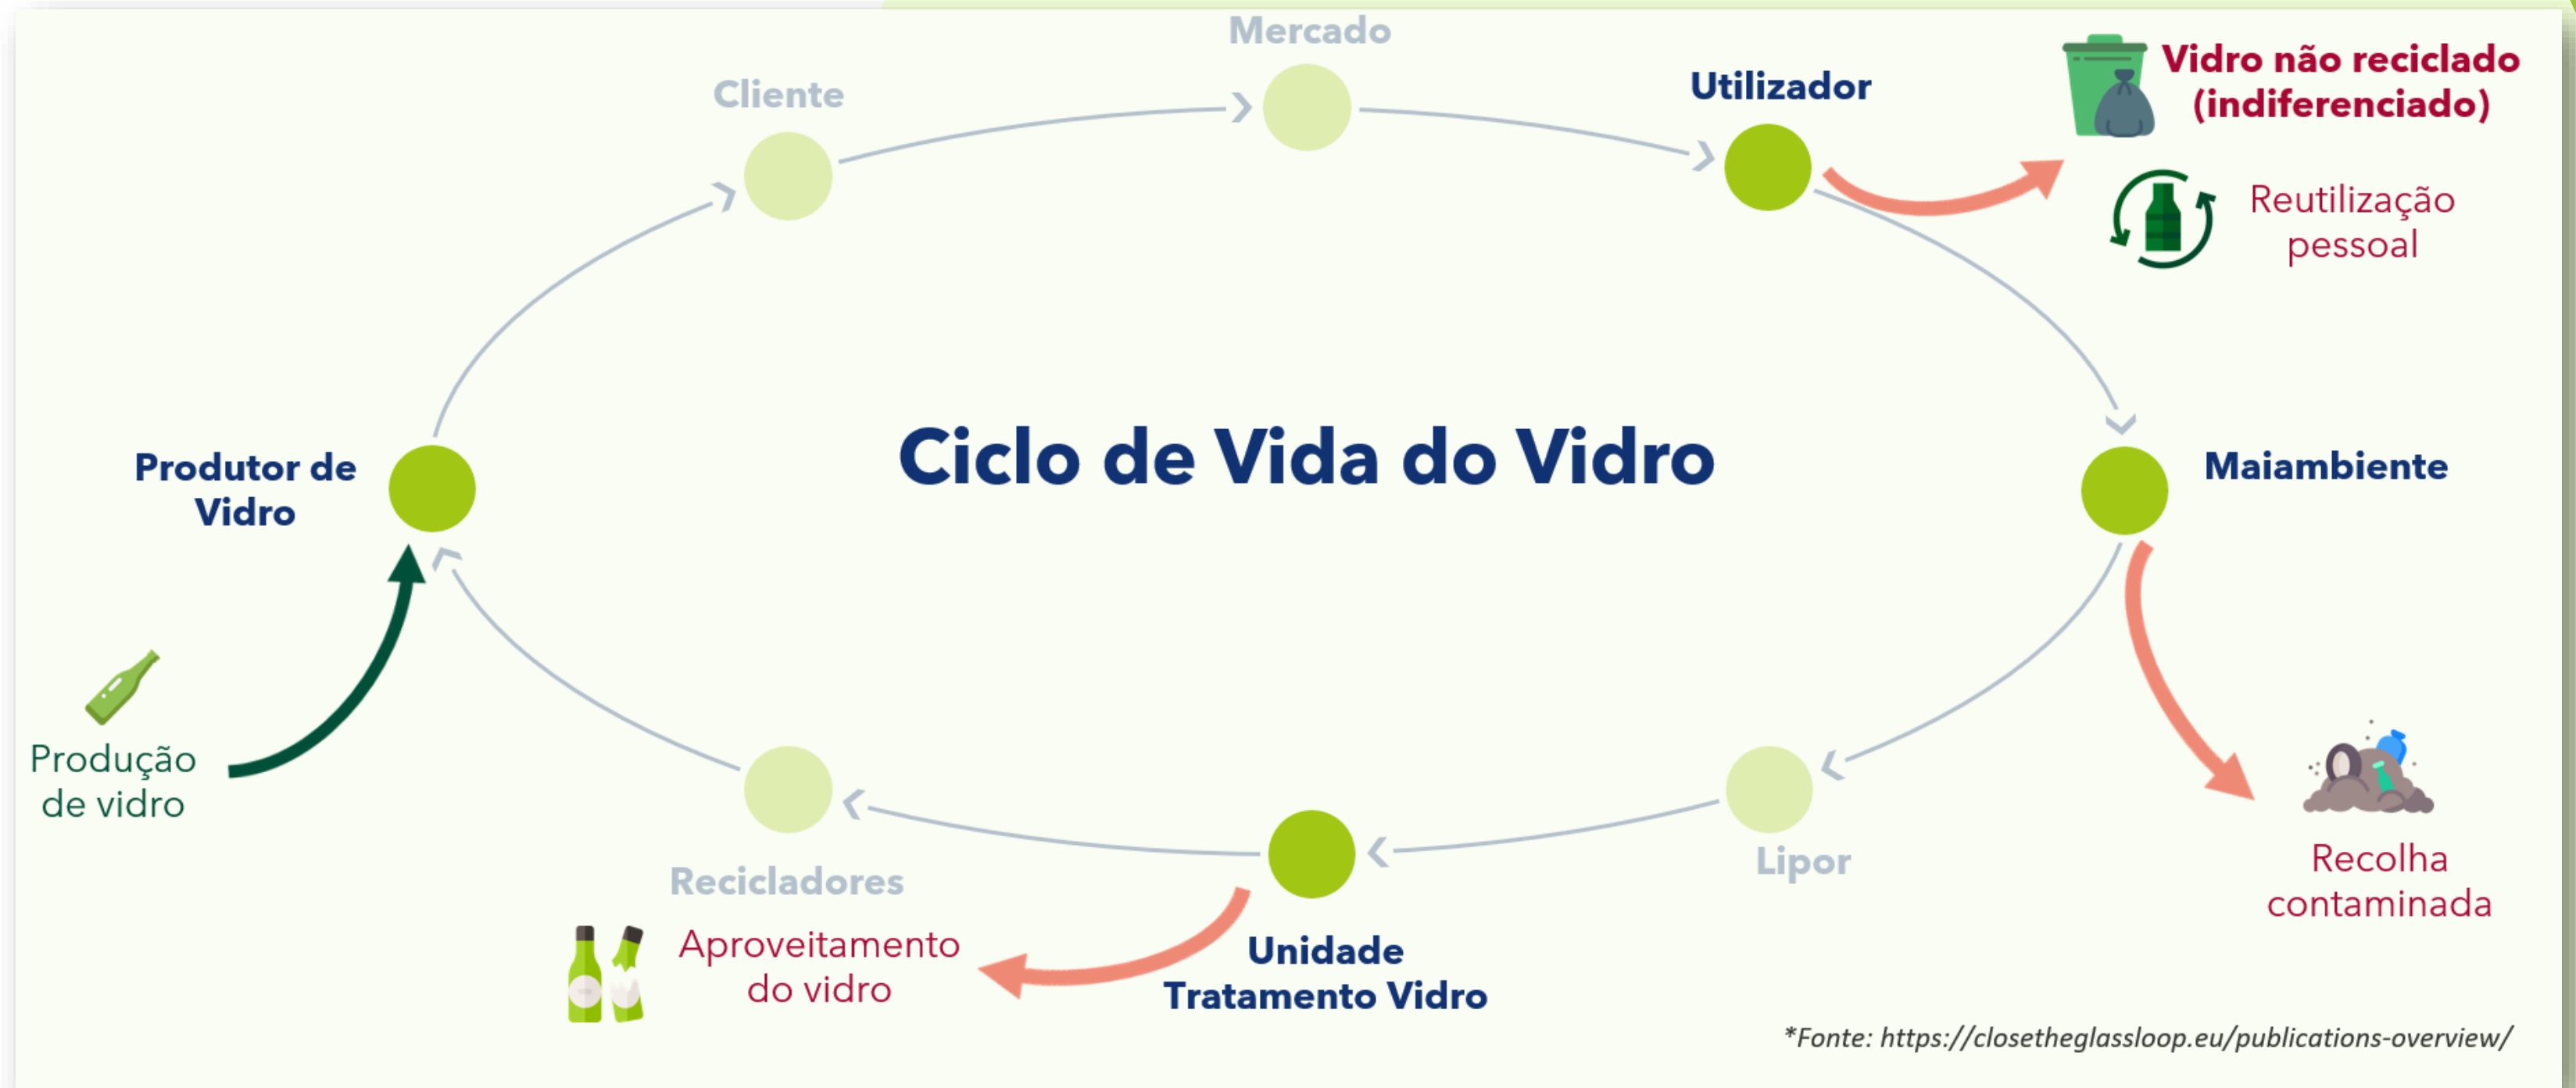 Mercado
Cliente
Utilizador
Vidro não reciclado
(indiferenciado)
Reutilização
pessoal
Ciclo de Vida do Vidro
Produtor de
Vidro
Maiambiente
Produção
de vidro
Recicladores
Lipor
Aproveitamento
do vidro
Unidade
Tratamento Vidro
Recolha
contaminada
*Fonte: https://closetheglassloop.eu/publications-overview/